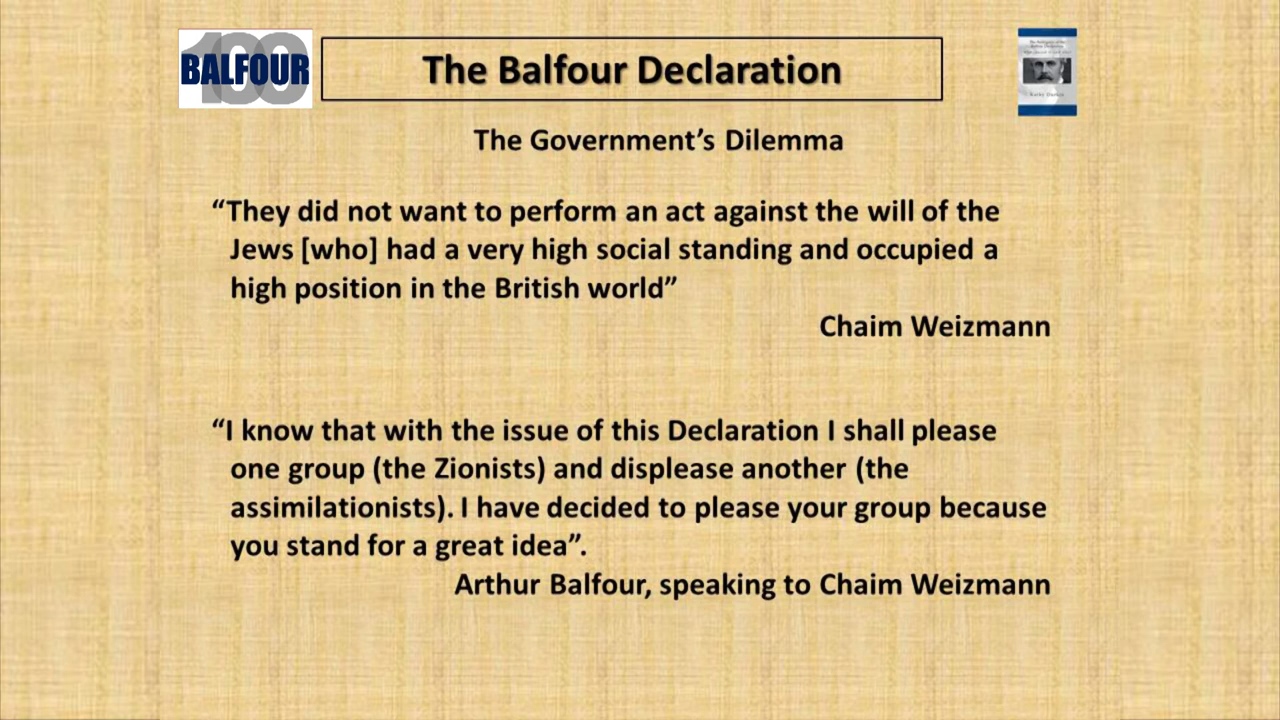 BALFOUR
100
The Balfour Declaration
The Government’s Dilemma
“They did not want to perform an act against the will of the
Jews [who] had a very high social standing and occupied a
high position in the British world”
Chaim Weizmann
“I know that with the issue of this Declaration I shall please
one group (the Zionists) and displease another (the
assimilationists). I have decided to please your group because
you stand for a great idea”.
Arthur Balfour, speaking to Chaim Weizmann